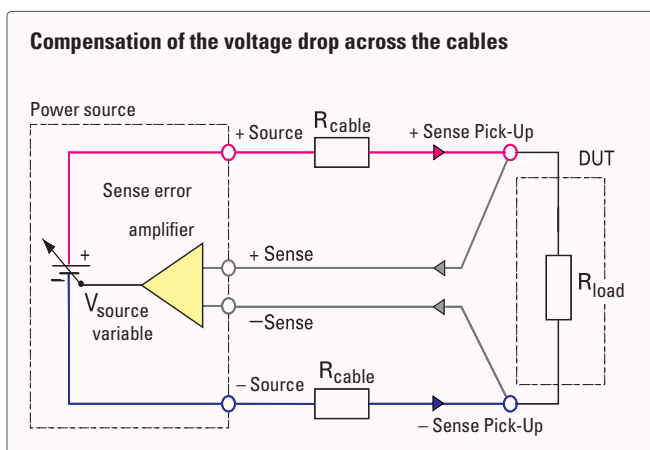 Compensation of the voltage drop across the cables
Power source
+ Source
Rcable
+ Sense Pick-Up
DUT
Sense error
amplifier
+ Sense
+
−
Vsource
variable
Rload
—Sense
− Source
Rcable
− Sense Pick-Up